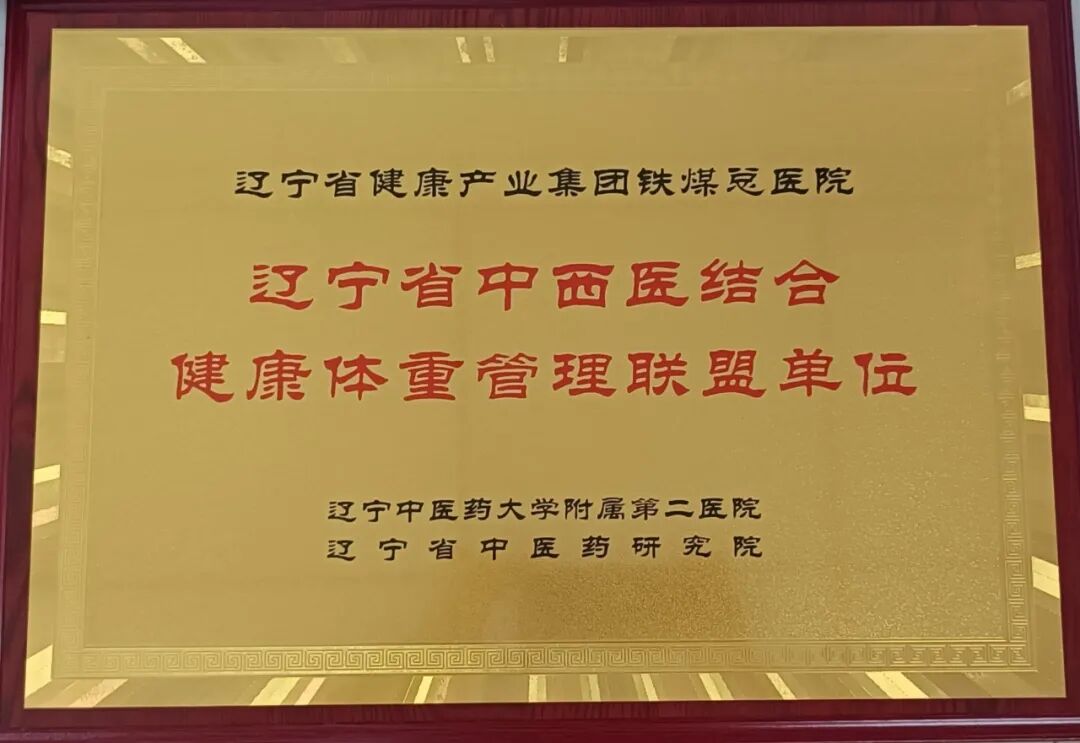 辽宁省健康产业集团铁煤总医院
辽宁省中西医结合
健康体重管理联盟单位
辽宁中医药大学附属第二医院
辽宁省中医药研究院